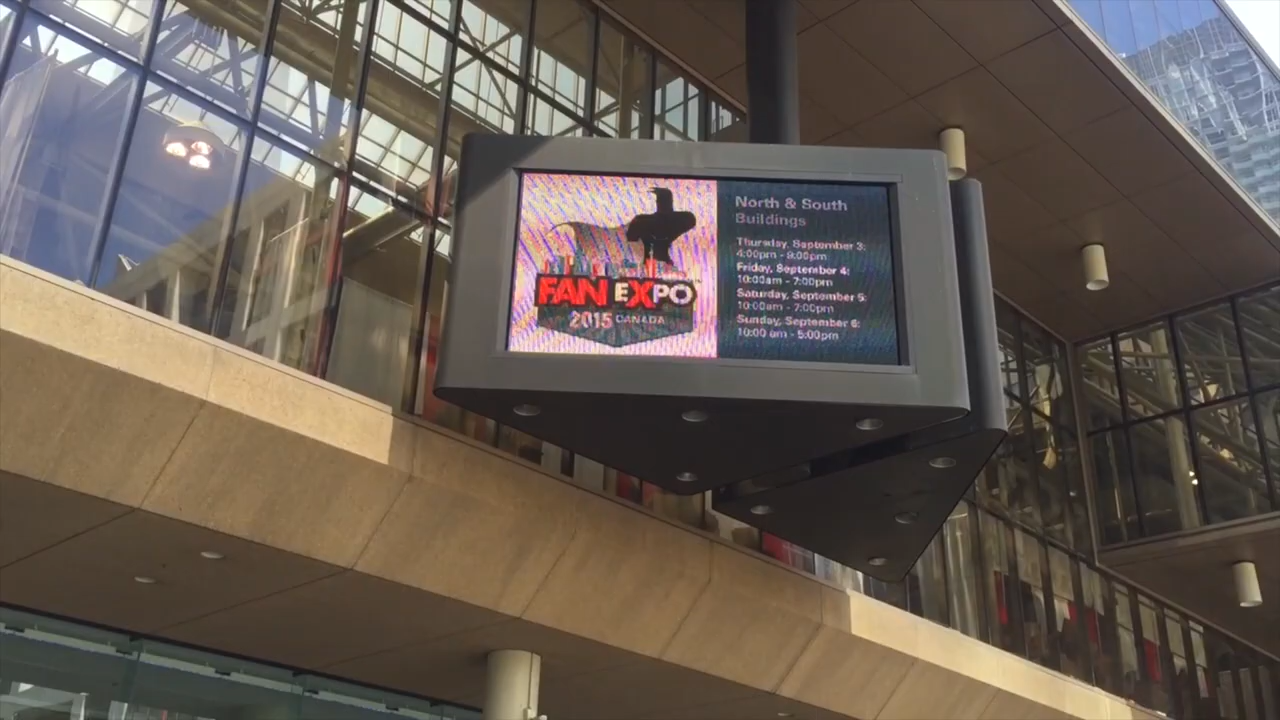 FAN EXPO
2015 CANADA
North & South
Buildings
Thursday, September 3:
4:00pm - 9:00pm
Friday, September 4:
10:00am - 7:00pm
Saturday, September 5:
10:00am - 7:00pm
Sunday, September 6:
10:00 am - 5:00pm